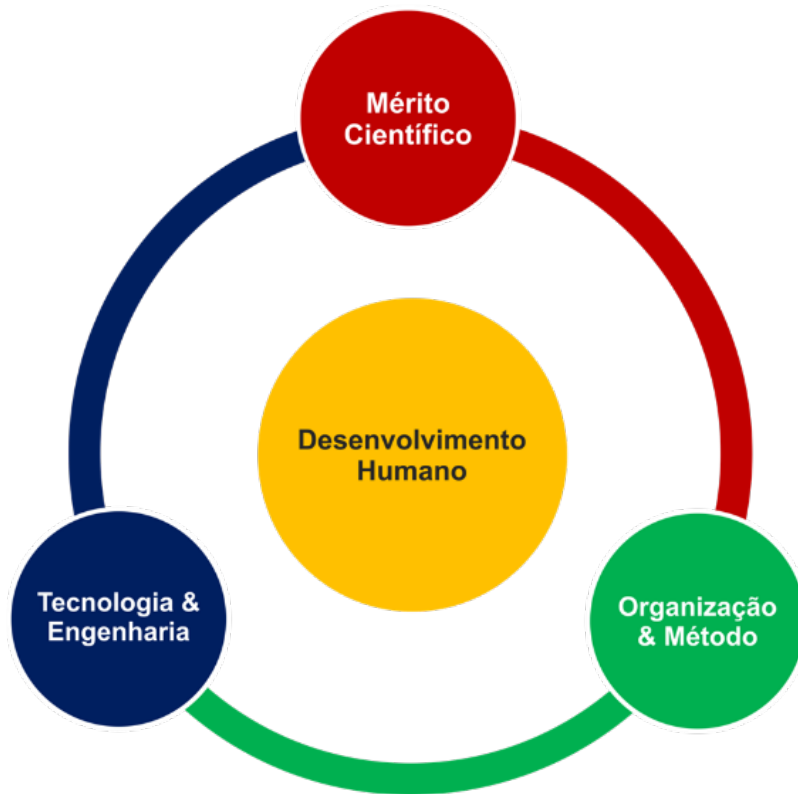 Mérito
Científico
Desenvolvimento
Humano
Tecnologia &
Engenharia
Organização
& Método